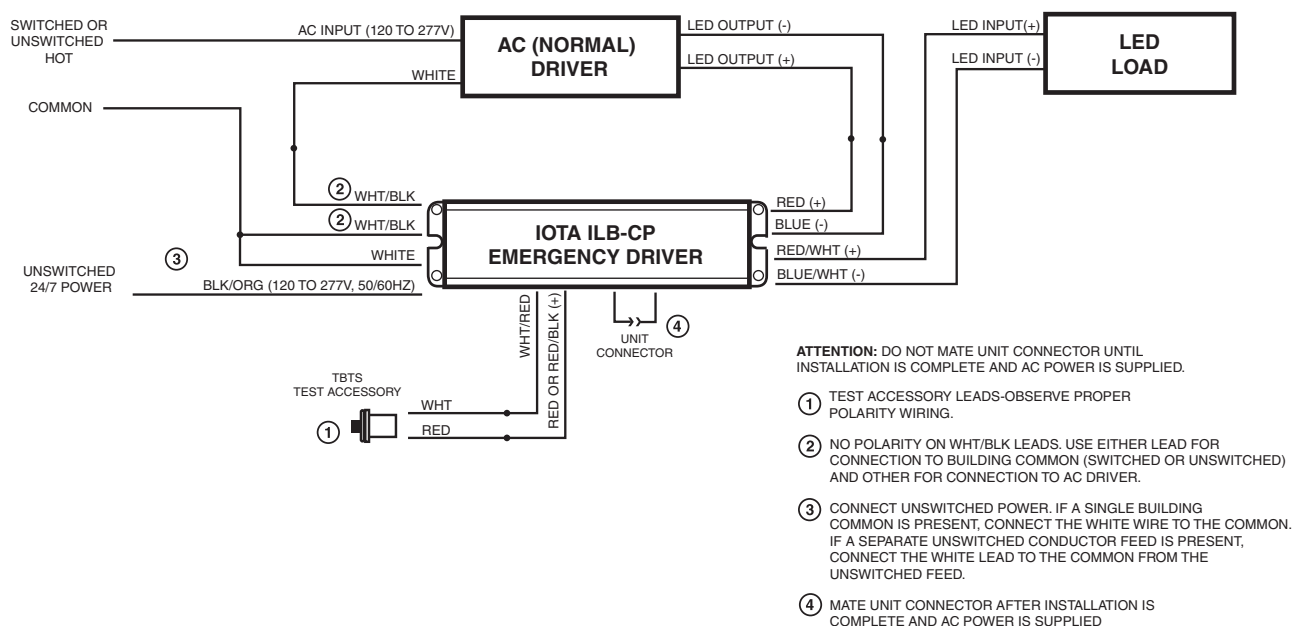 SWITCHED OR
UNSWITCHED
HOT
AC INPUT (120 TO 277V)
AC (NORMAL)
DRIVER
LED OUTPUT (-)
LED OUTPUT (+)
LED INPUT(+)
LED INPUT (-)
LED
LOAD
WHITE
COMMON
2 WHT/BLK
2 WHT/BLK
WHITE
3
UNSWITCHED
24/7 POWER
BLK/ORG (120 TO 277V, 50/60HZ)
IOTA ILB-CP
EMERGENCY DRIVER
RED (+)
BLUE (-)
RED/WHT (+)
BLUE/WHT (-)
WHT/RED
RED OR RED/BLK (+)
4
UNIT
CONNECTOR
TBTS
TEST ACCESSORY
1
WHT
RED
ATTENTION: DO NOT MATE UNIT CONNECTOR UNTIL
INSTALLATION IS COMPLETE AND AC POWER IS SUPPLIED.
1 TEST ACCESSORY LEADS-OBSERVE PROPER
POLARITY WIRING.
2 NO POLARITY ON WHT/BLK LEADS. USE EITHER LEAD FOR
CONNECTION TO BUILDING COMMON (SWITCHED OR UNSWITCHED)
AND OTHER FOR CONNECTION TO AC DRIVER.
3 CONNECT UNSWITCHED POWER. IF A SINGLE BUILDING
COMMON IS PRESENT, CONNECT THE WHITE WIRE TO THE COMMON.
IF A SEPARATE UNSWITCHED CONDUCTOR FEED IS PRESENT,
CONNECT THE WHITE LEAD TO THE COMMON FROM THE
UNSWITCHED FEED.
4 MATE UNIT CONNECTOR AFTER INSTALLATION IS
COMPLETE AND AC POWER IS SUPPLIED